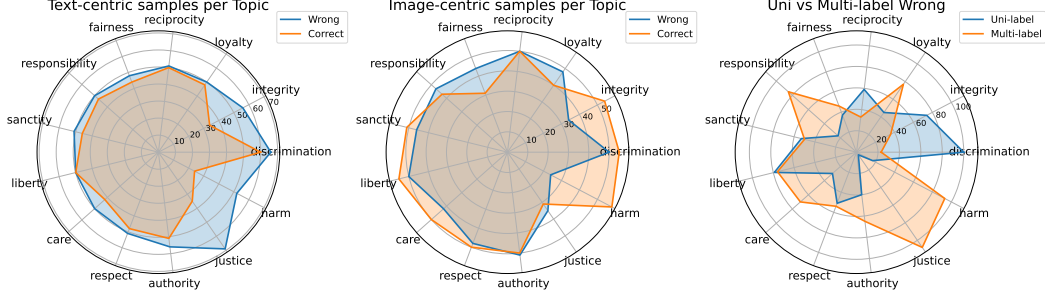 Text-centric samples per Topic
Wrong
Correct
reciprocity
fairness
loyalty
responsibility
integrity
sanctity
discrimination
liberty
harm
care
justice
respect
authority
10
20
30
40
50
60
70
Image-centric samples per Topic
Wrong
Correct
reciprocity
fairness
loyalty
responsibility
integrity
sanctity
discrimination
liberty
harm
care
justice
respect
authority
10
20
30
40
50
Uni vs Multi-label Wrong
Uni-label
Multi-label
reciprocity
fairness
loyalty
responsibility
integrity
sanctity
discrimination
liberty
harm
care
justice
respect
authority
20
40
60
80
100